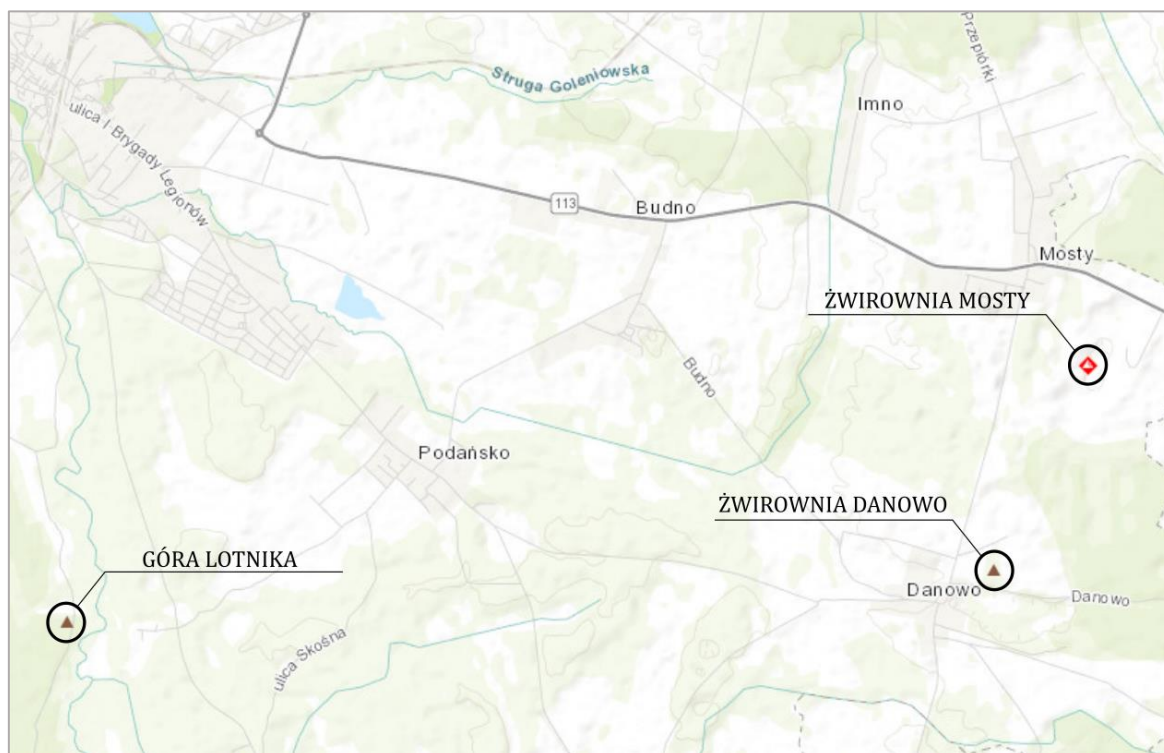 Przepiórki
Struga Goleniowska
Imno
ulica I Brygady Legionów
113
Budno
Mosty
ŻWIROWNIA MOSTY
Budno
Podańsko
ŻWIROWNIA DANOWO
GÓRA LOTNIKA
Danowo
Danowo
ulica Skośna